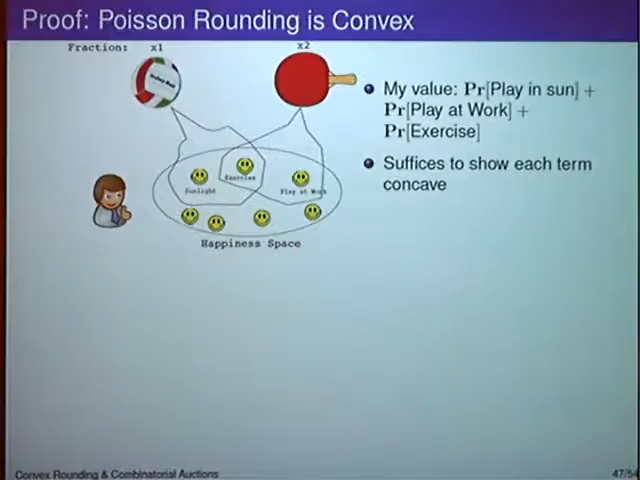 Proof: Poisson Rounding is Convex
Fraction: x1 x2
My value: Pr[Play in sun] +
Pr[Play at Work] +
Pr[Exercise]
Suffices to show each term
concave
Exercise
Sunlight Play at Work
Happiness Space
Convex Rounding & Combinatorial Auctions 47/54